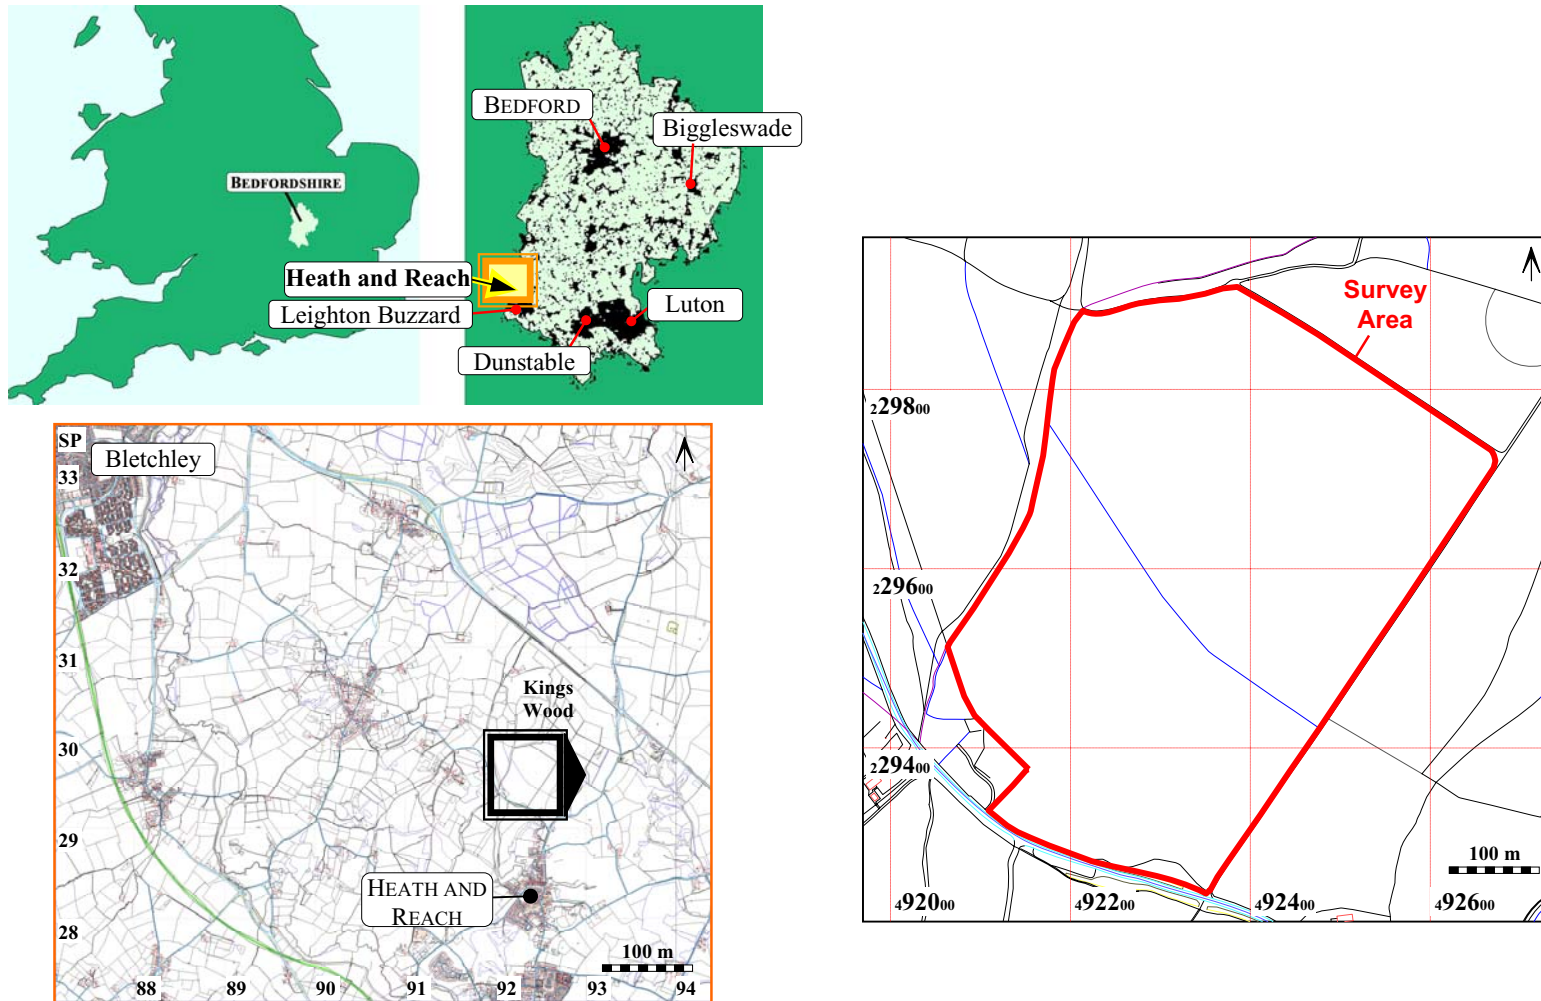 BEDFORDSHIRE
BEDFORD
Biggleswade
Heath and Reach
Leighton Buzzard
Luton
Dunstable
SP
Bletchley
33
32
31
30
29
28
Kings
Wood
HEATH AND
REACH
100 m
88
89
90
91
92
93
94
Survey
Area
229800
229600
229400
100 m
492000
492200
492400
492600